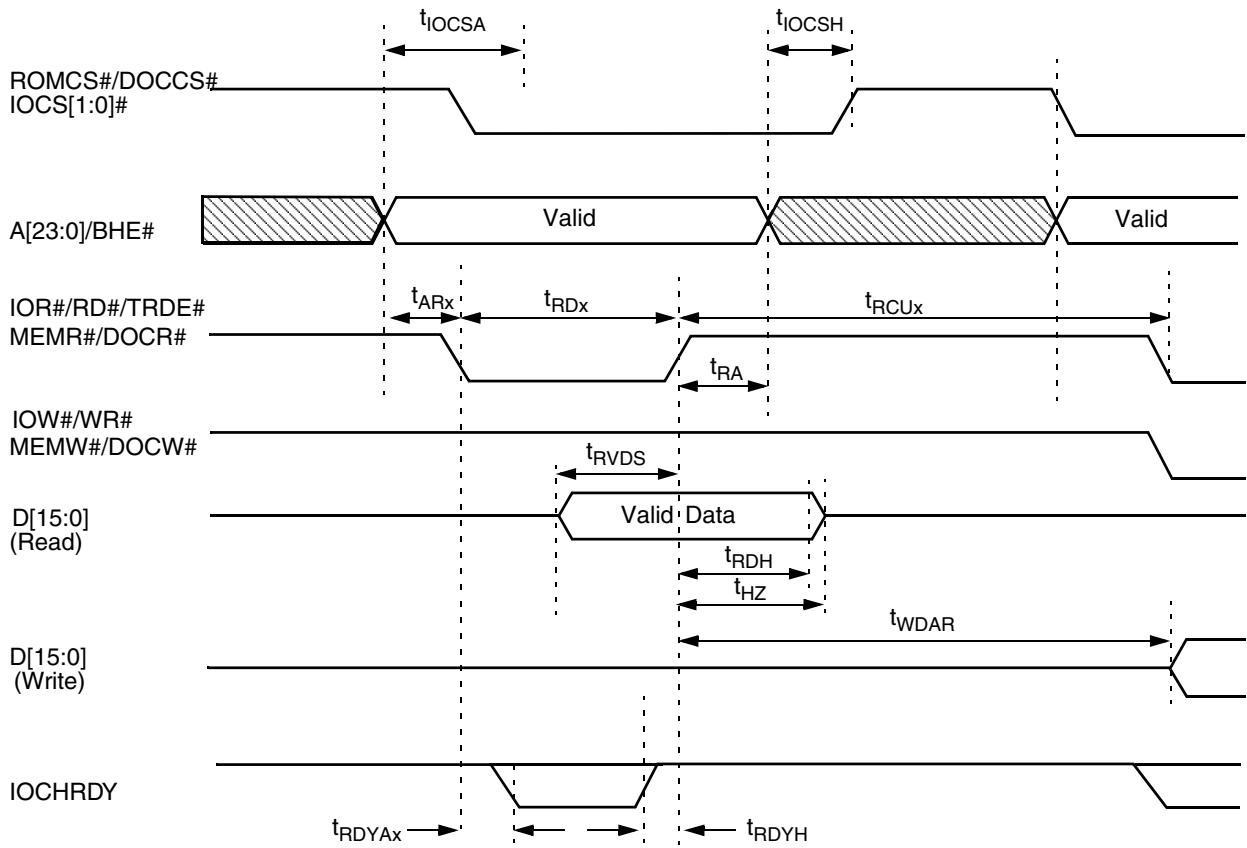 tIOCSA
tIOCSH
ROMCS#/DOCCS#
IOCS[1:0]#
A[23:0]/BHE#
Valid
Valid
IOR#/RD#/TRDE#
MEMR#/DOCR#
tARx
tRDx
tRCUx
tRA
IOW#/WR#
MEMW#/DOCW#
tRVDS
D[15:0]
(Read)
Valid Data
tRDH
tHZ
tWDAR
D[15:0]
(Write)
IOCHRDY
tRDYAx
tRDYH